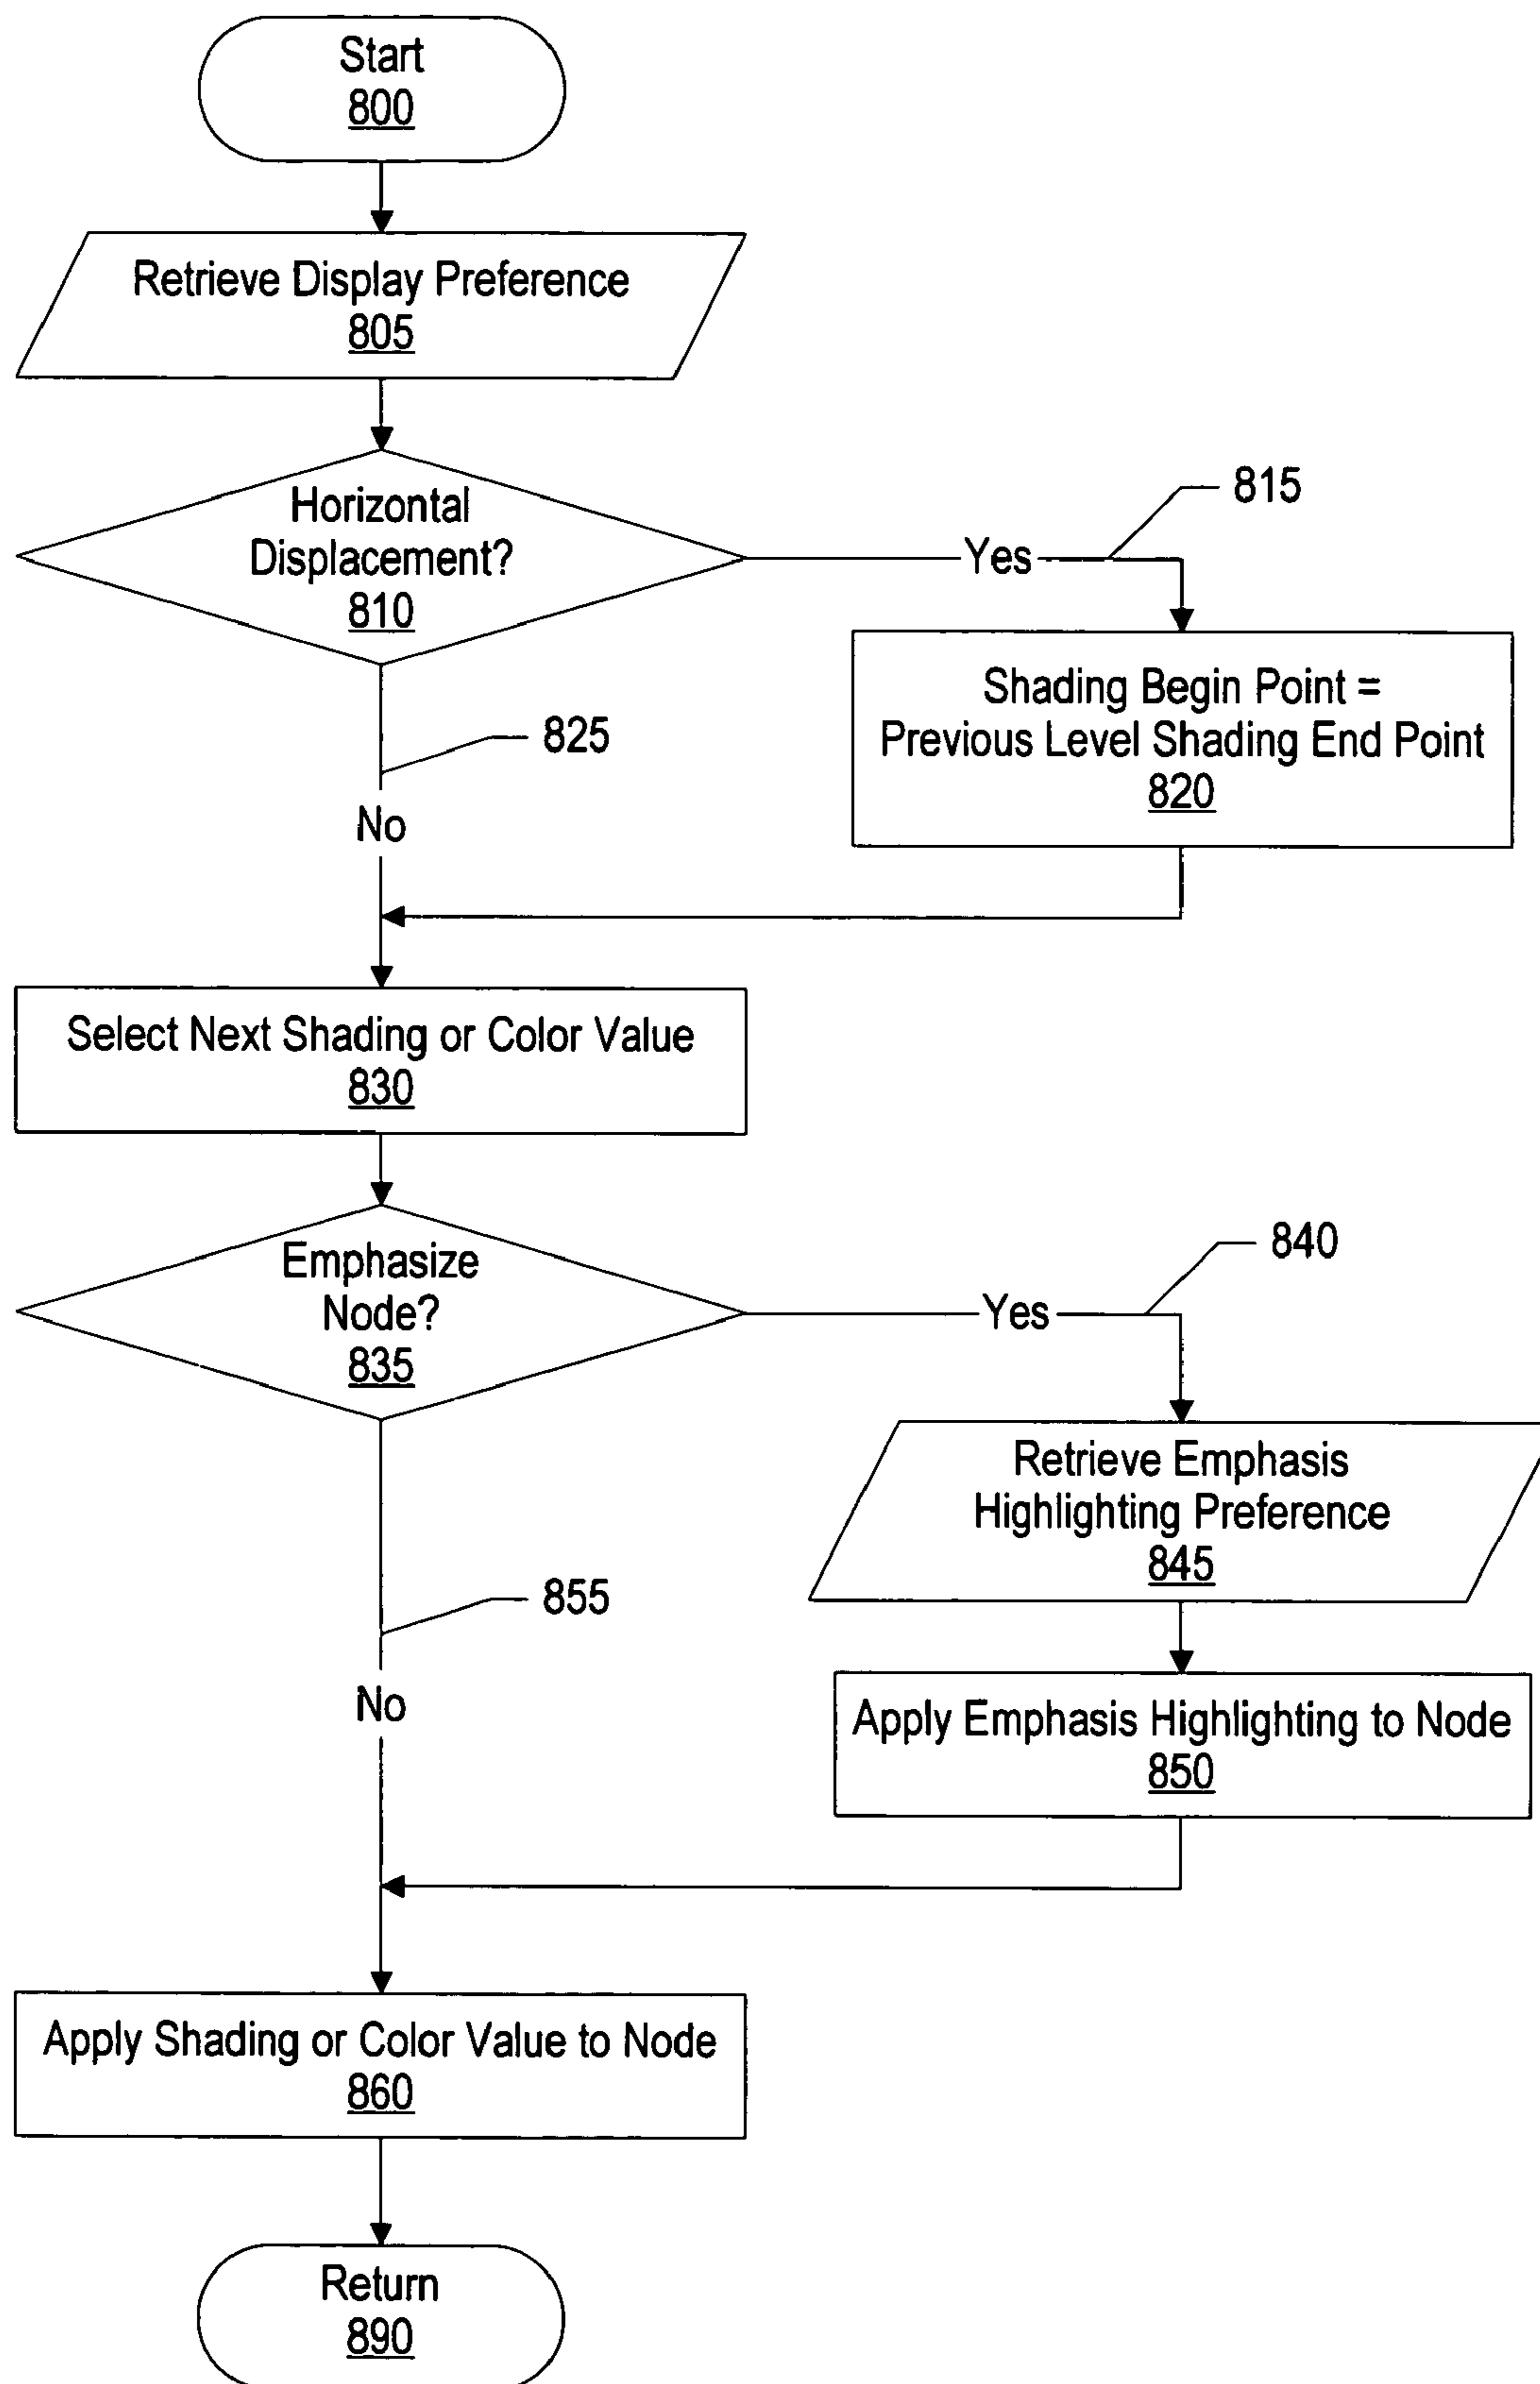 Start
800
Retrieve Display Preference
805
Horizontal
Displacement?
810
815
Yes
Shading Begin Point =
Previous Level Shading End Point
820
825
No
Select Next Shading or Color Value
830
Emphasize
Node?
835
840
Yes
Retrieve Emphasis
Highlighting Preference
845
855
No
Apply Emphasis Highlighting to Node
850
Apply Shading or Color Value to Node
860
Return
890